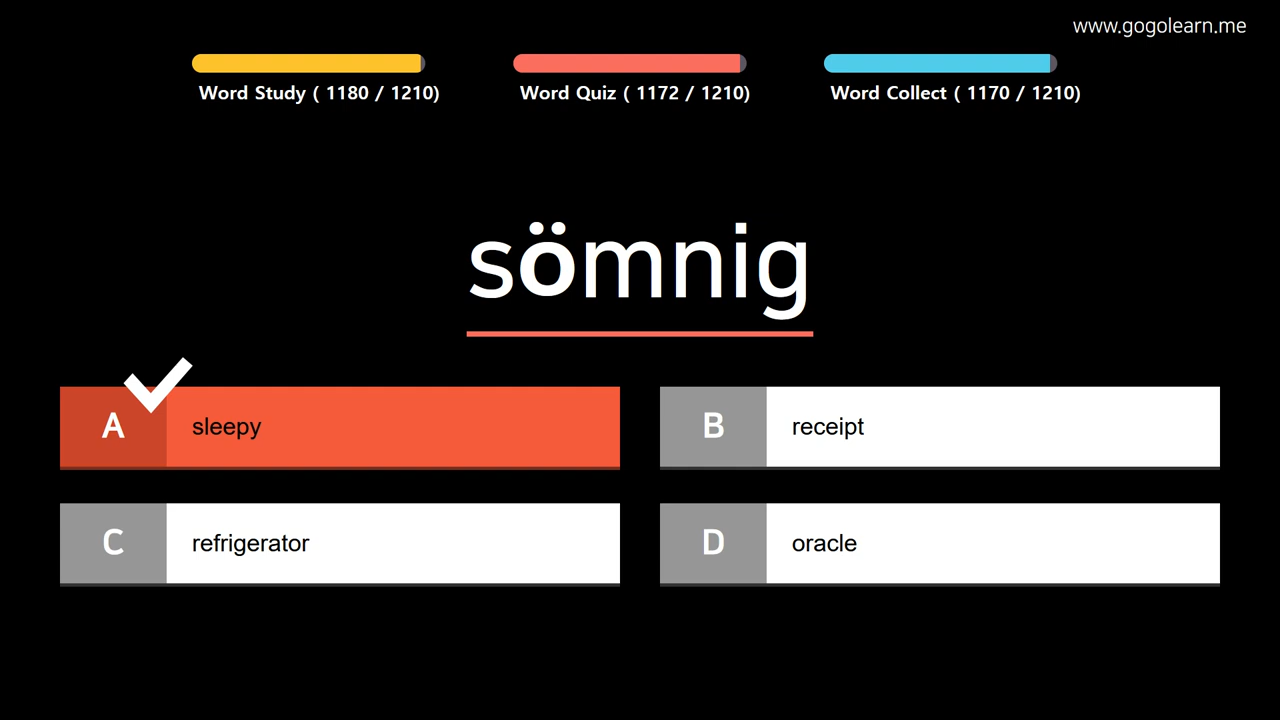 www.gogolearn.me
Word Study ( 1180 / 1210)
Word Quiz ( 1172 / 1210)
Word Collect ( 1170 / 1210)
sömnig
A sleepy
B receipt
C refrigerator
D oracle